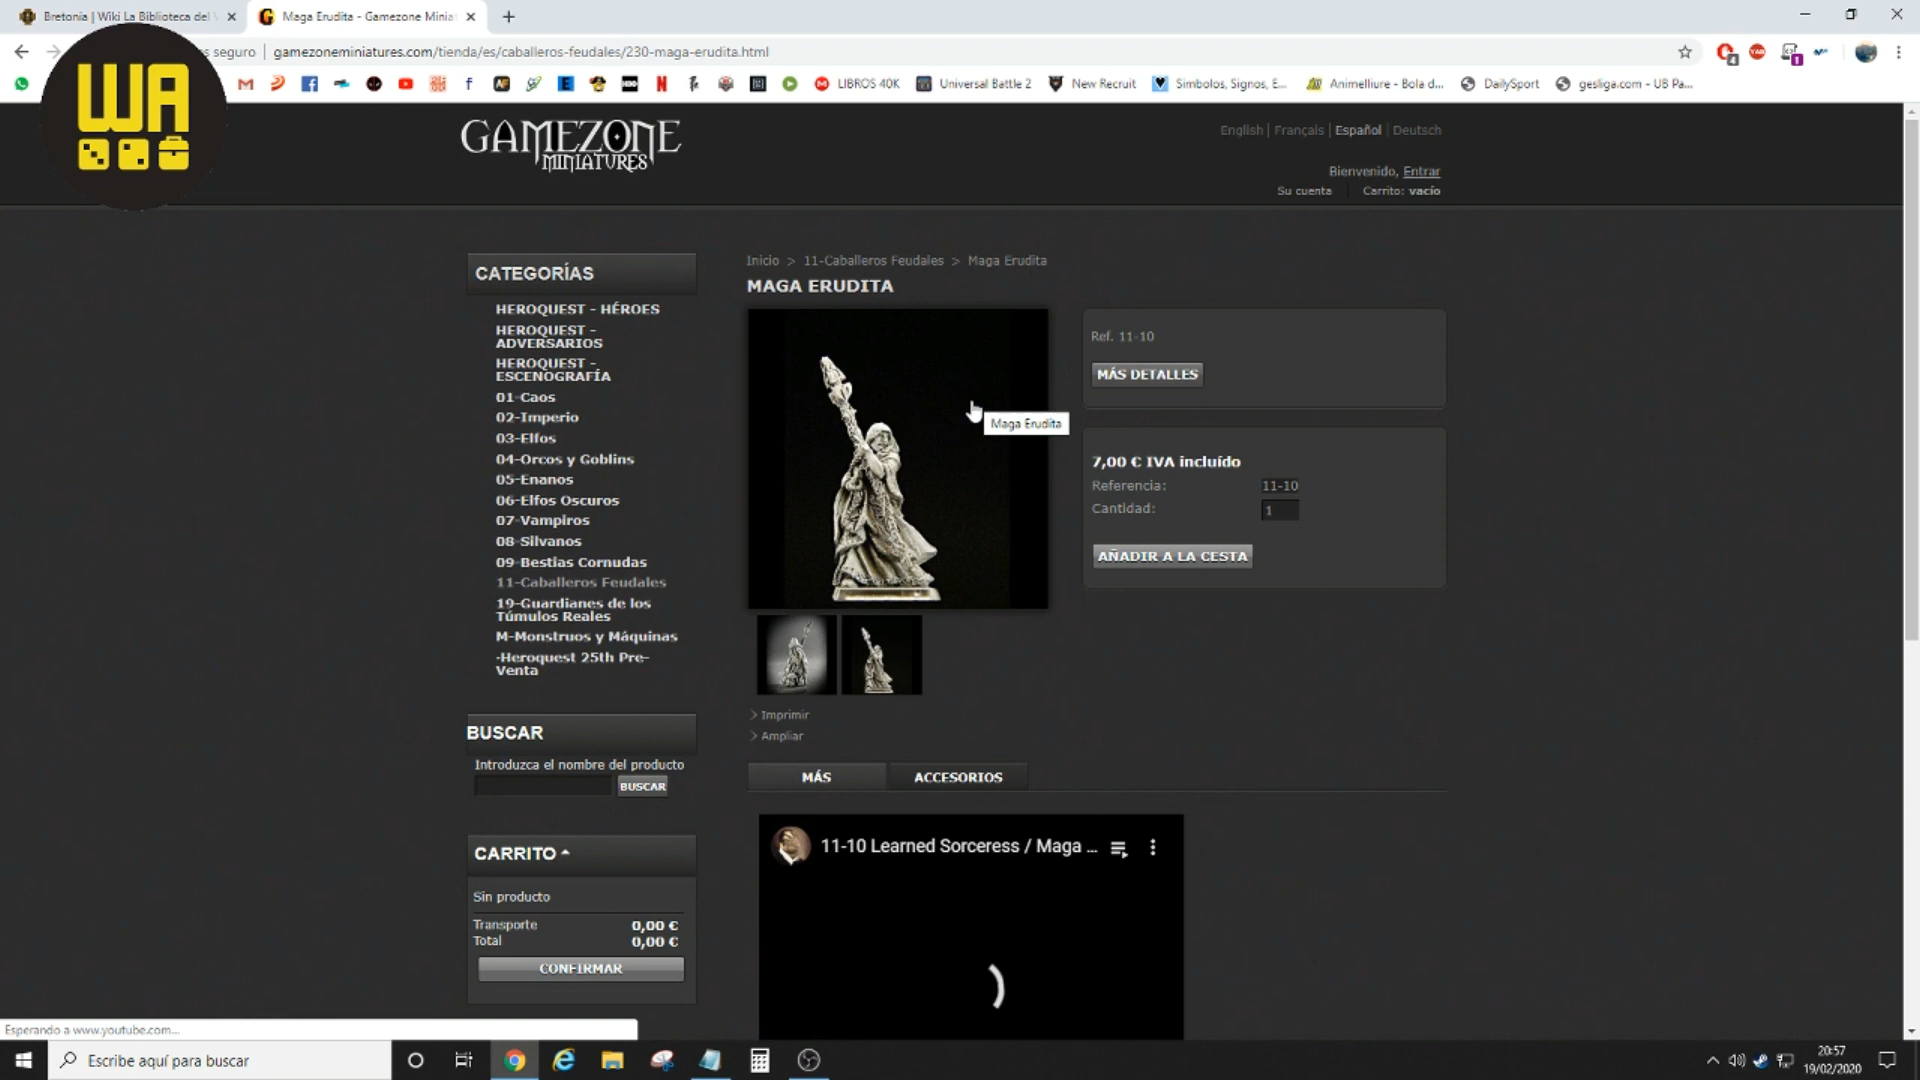 Bretonia | Wiki La Biblioteca del
Maga Erudita - Gamezone Minia
s seguro | gamezoneminiatures.com/tienda/es/caballeros-feudales/230-maga-erudita.html
LIBROS 40K
Universal Battle 2
New Recruit
Simbolos, Signos, E...
Animelliure - Bola d...
DailySport
gesliga.com - UB Pa...
WA
GAMEZONE
MINIATURES
English | Français | Español | Deutsch
Bienvenido, Entrar
Su cuenta
Carrito: vacío
CATEGORÍAS
HEROQUEST - HÉROES
HEROQUEST -
ADVERSARIOS
HEROQUEST -
ESCENOGRAFÍA
01-Caos
02-Imperio
03-Elfos
04-Orcos y Goblins
05-Enanos
06-Elfos Oscuros
07-Vampiros
08-Silvanos
09-Bestias Cornudas
11-Caballeros Feudales
19-Guardianes de los
Túmulos Reales
M-Monstruos y Máquinas
-Heroquest 25th Pre-
Venta
BUSCAR
Introduzca el nombre del producto
BUSCAR
CARRITO
Sin producto
Transporte 0,00 €
Total 0,00 €
CONFIRMAR
Inicio > 11-Caballeros Feudales > Maga Erudita
MAGA ERUDITA
Maga Erudita
Ref. 11-10
MÁS DETALLES
7,00 € IVA incluído
Referencia: 11-10
Cantidad: 1
AÑADIR A LA CESTA
> Imprimir
> Ampliar
MÁS
ACCESORIOS
11-10 Learned Sorceress / Maga ...
Esperando a www.youtube.com...
Escribe aquí para buscar
20:57
19/02/2020